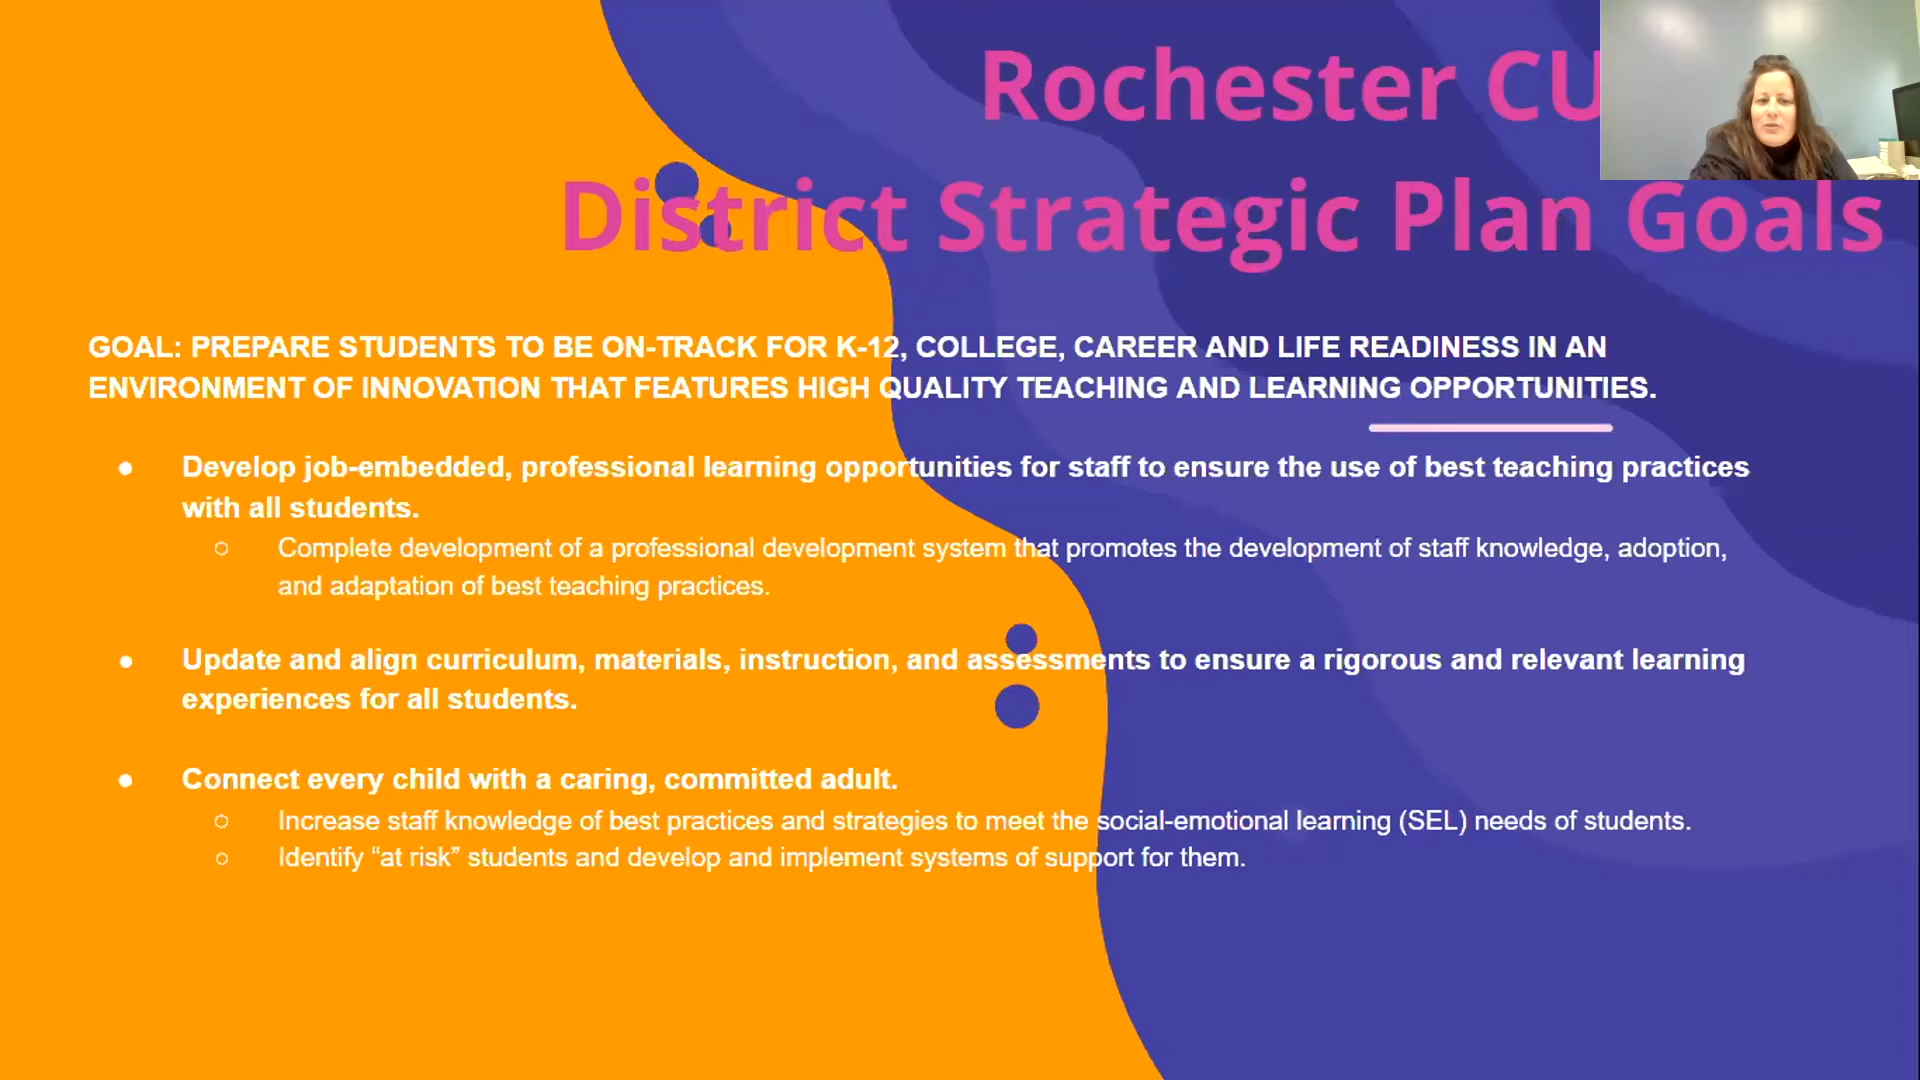 Rochester CU
District Strategic Plan Goals
GOAL: PREPARE STUDENTS TO BE ON-TRACK FOR K-12, COLLEGE, CAREER AND LIFE READINESS IN AN
ENVIRONMENT OF INNOVATION THAT FEATURES HIGH QUALITY TEACHING AND LEARNING OPPORTUNITIES.
● Develop job-embedded, professional learning opportunities for staff to ensure the use of best teaching practices
with all students.
○ Complete development of a professional development system that promotes the development of staff knowledge, adoption,
and adaptation of best teaching practices.
● Update and align curriculum, materials, instruction, and assessments to ensure a rigorous and relevant learning
experiences for all students.
● Connect every child with a caring, committed adult.
○ Increase staff knowledge of best practices and strategies to meet the social-emotional learning (SEL) needs of students.
○ Identify “at risk” students and develop and implement systems of support for them.